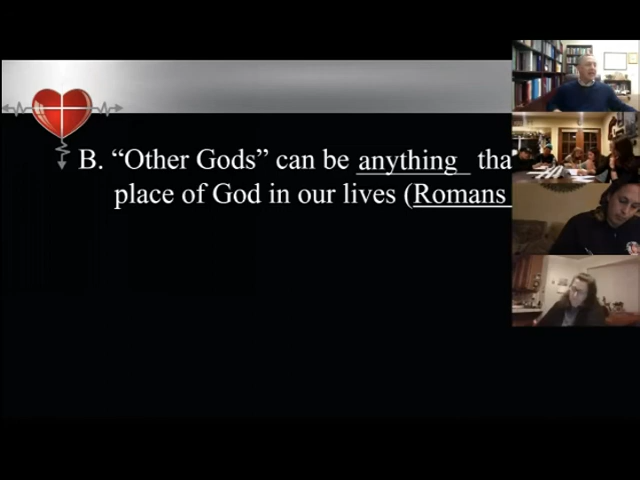 B. “Other Gods” can be anything
place of God in our lives (Romans